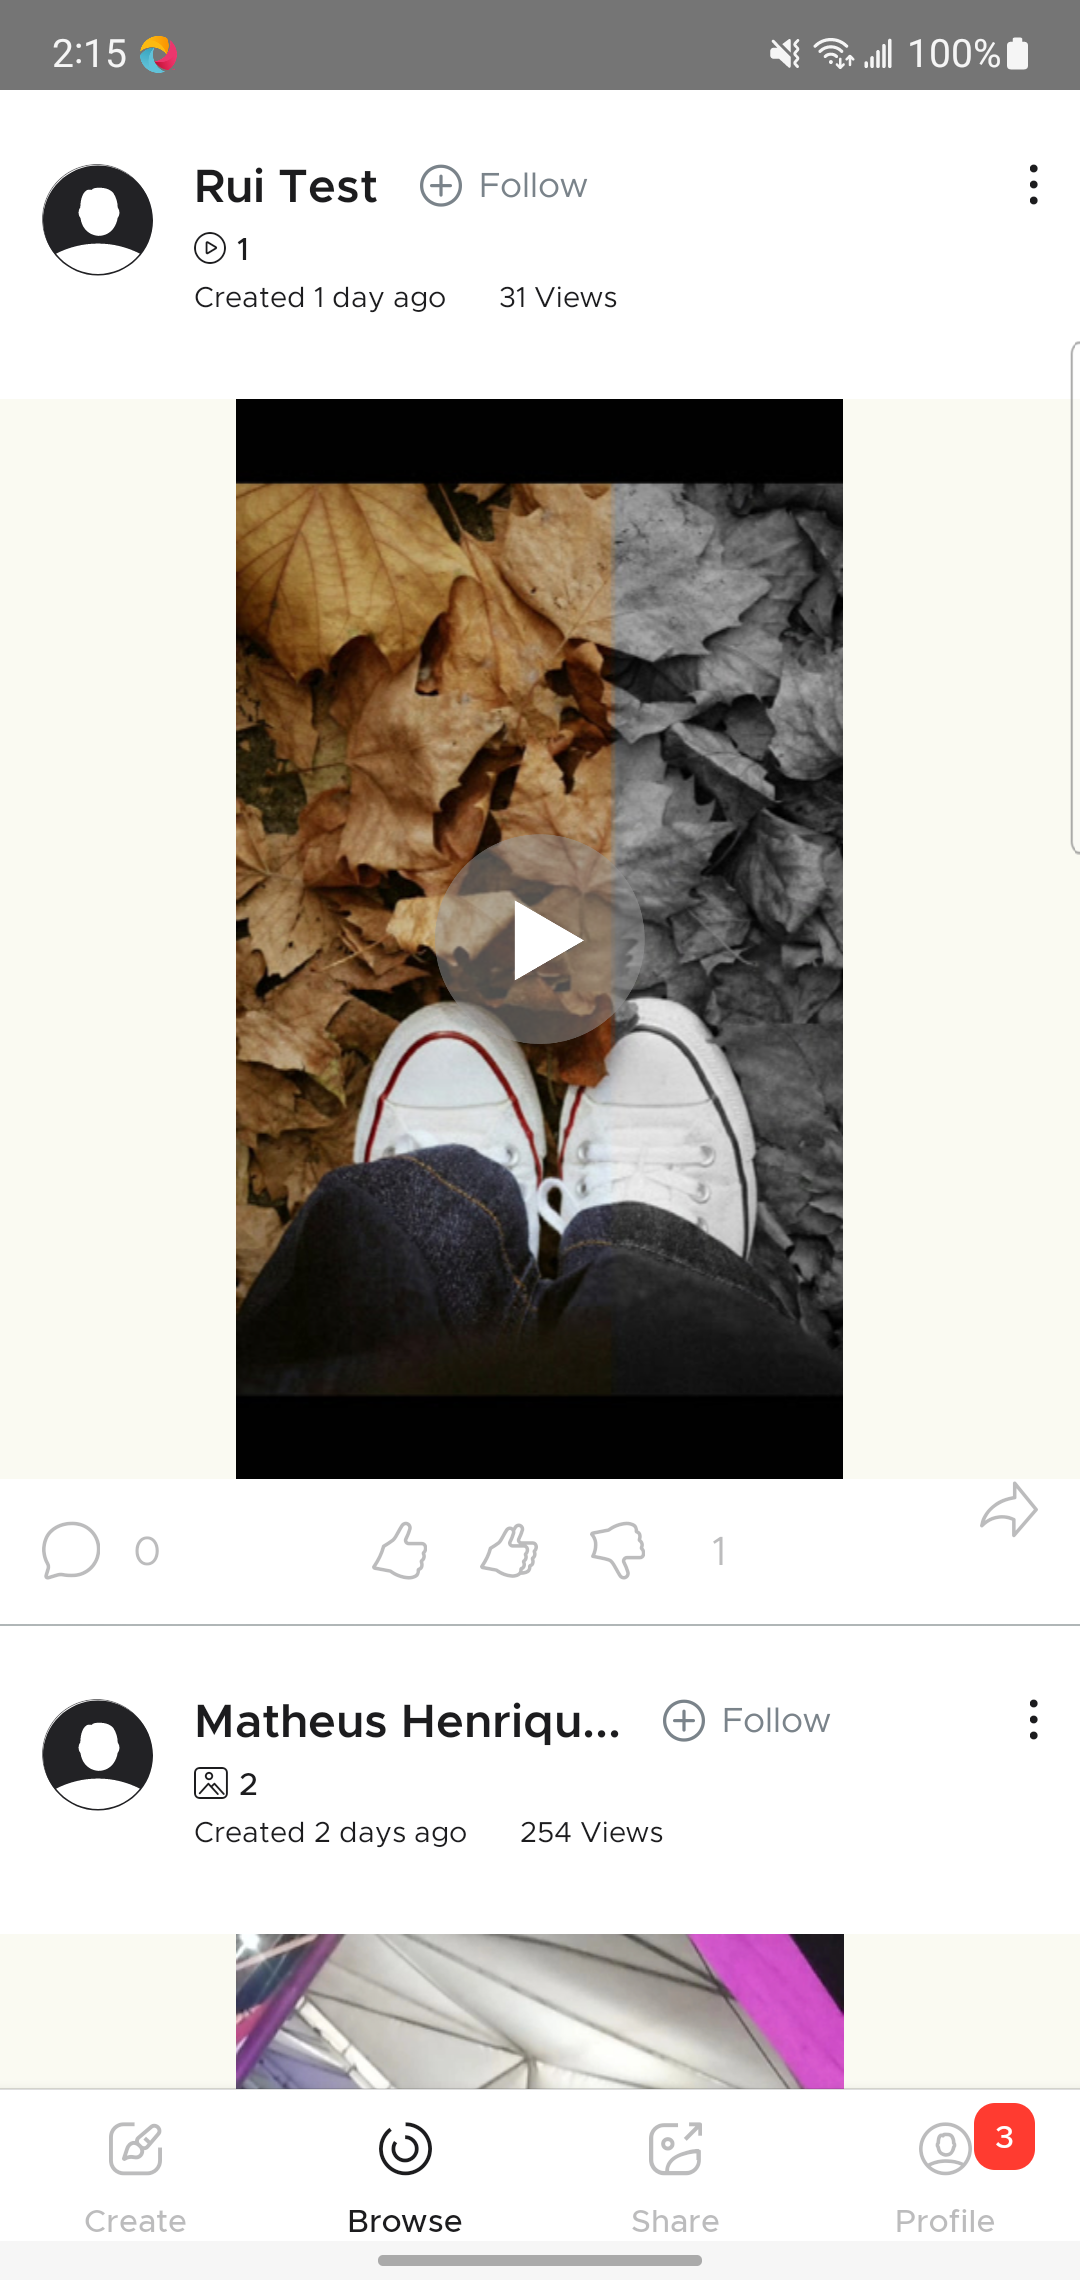 2:15 100%
Rui Test Follow
1
Created 1 day ago 31 Views
0 1
Matheus Henriqu... Follow
2
Created 2 days ago 254 Views
3
Create Browse Share Profile